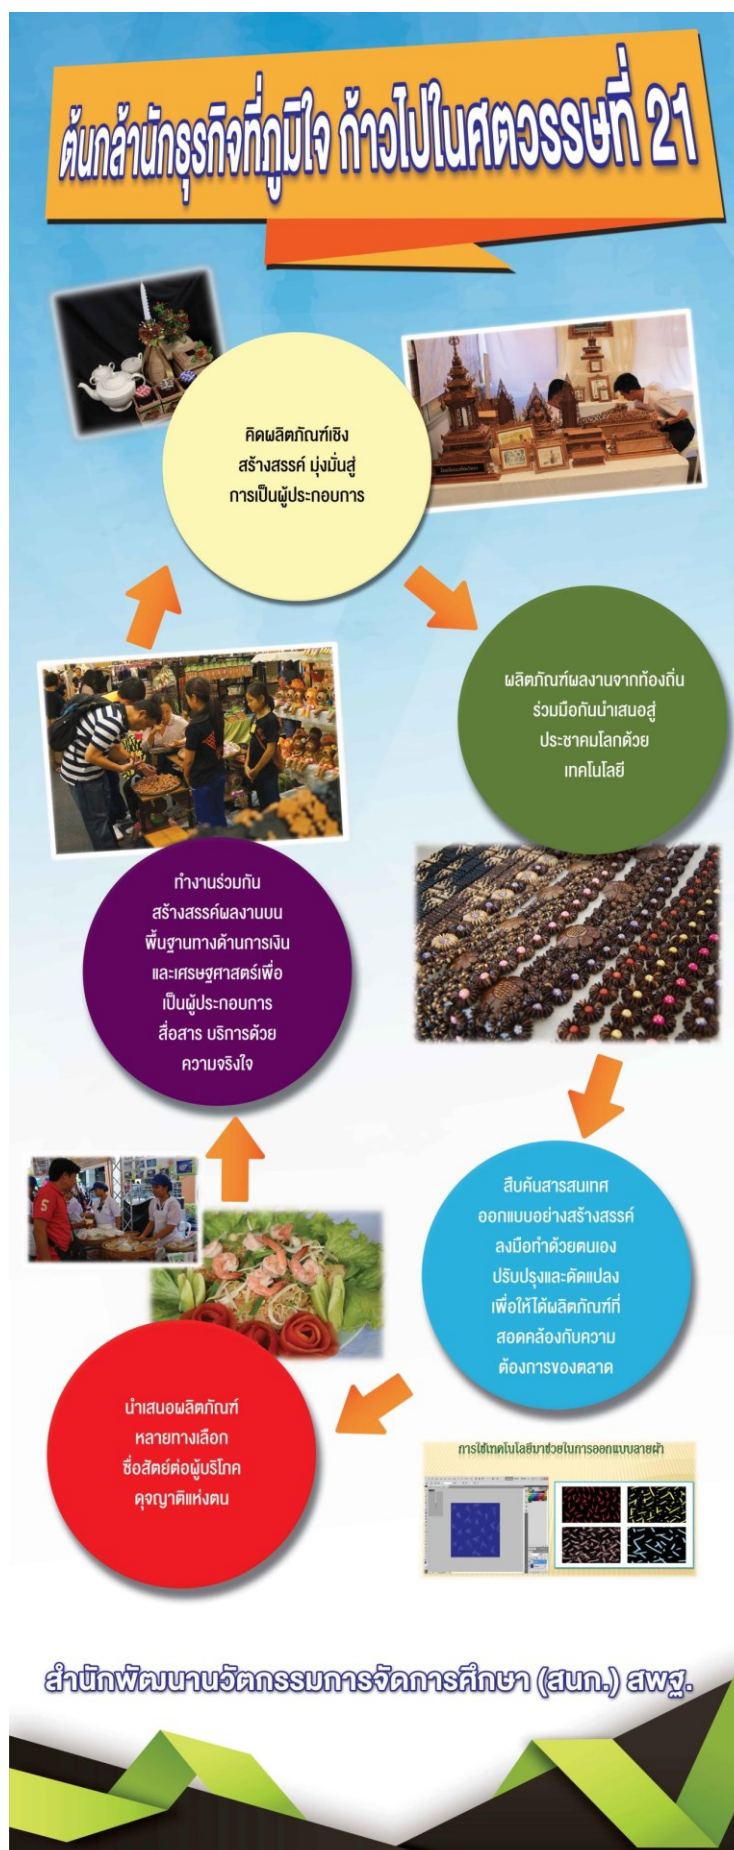 ต้นกล้านักธุรกิจที่ภูมิใจ ก้าวไปในศตวรรษที่ 21
คิดผลิตภัณฑ์เชิง
สร้างสรรค์ มุ่งมั่นสู่
การเป็นผู้ประกอบการ
ผลิตภัณฑ์ผลงานจากท้องถิ่น
ร่วมมือกันนำเสนอสู่
ประชาคมโลกด้วย
เทคโนโลยี
สืบค้นสารสนเทศ
ออกแบบอย่างสร้างสรรค์
ลงมือทำด้วยตนเอง
ปรับปรุงและดัดแปลง
เพื่อให้ได้ผลิตภัณฑ์ที่
สอดคล้องกับความ
ต้องการของตลาด
การใช้เทคโนโลยีมาช่วยในการออกแบบลายผ้า
นำเสนอผลิตภัณฑ์
หลายทางเลือก
ซื่อสัตย์ต่อผู้บริโภค
ดุจญาติแห่งตน
ทำงานร่วมกัน
สร้างสรรค์ผลงานบน
พื้นฐานทางด้านการเงิน
และเศรษฐศาสตร์เพื่อ
เป็นผู้ประกอบการ
สื่อสาร บริการด้วย
ความจริงใจ
5
สำนักพัฒนานวัตกรรมการจัดการศึกษา (สนก.) สพฐ.